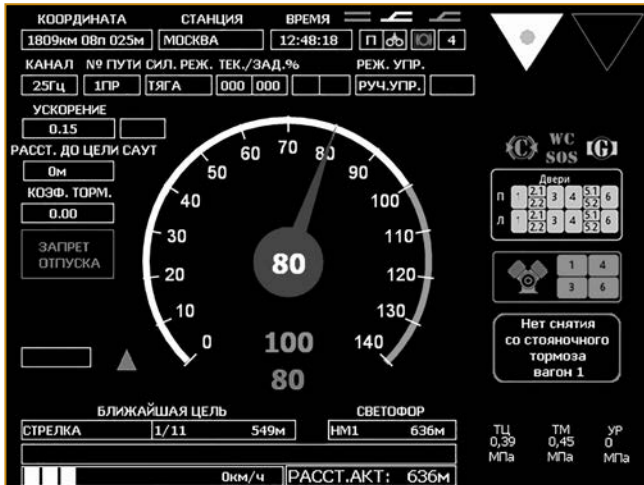 КООРДИНАТА СТАНЦИЯ ВРЕМЯ
1809км 08п 025м МОСКВА 12:48:18 П 4
КАНАЛ № ПУТИ СИЛ. РЕЖ. ТЕК./ЗАД.% РЕЖ. УПР.
25Гц 1ПР ТЯГА 000 000 РУЧ.УПР.
УСКОРЕНИЕ
0.15
РАССТ. ДО ЦЕЛИ САУТ
0м
КОЭФ. ТОРМ.
0.00
ЗАПРЕТ
ОТПУСКА
0 10 20 30 40 50 60 70 80 90 100 110 120 130 140
80
100
80
C WC G
SOS
Двери
П 1 2.1 2.2 3 4 5.1 5.2 6
Л 1 2.1 2.2 3 4 5.1 5.2 6
1 4
3 6
Нет снятия
со стояночного
тормоза
вагон 1
БЛИЖАЙШАЯ ЦЕЛЬ СВЕТОФОР
СТРЕЛКА 1/11 549м НМ1 636м
0км/ч РАССТ.АКТ: 636м
ТЦ ТМ УР
0,39 0,45 0
МПа МПа МПа